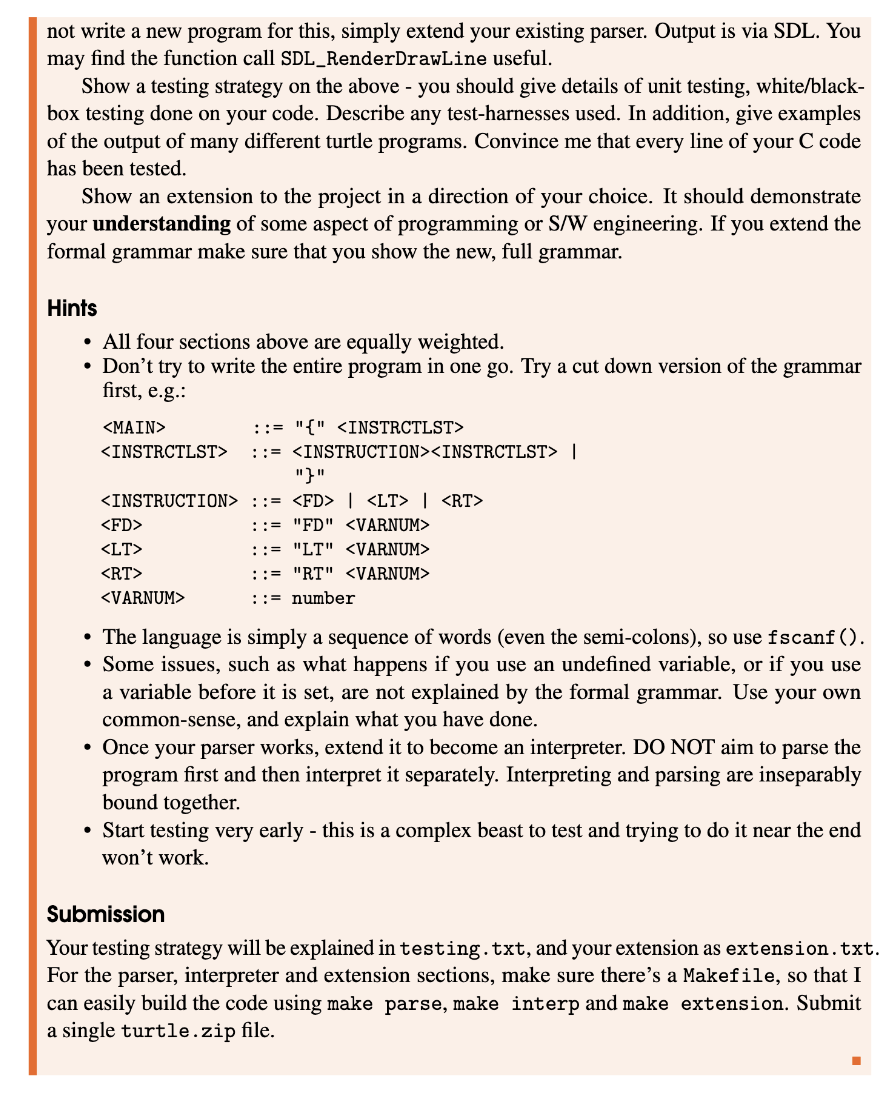 not write a new program for this, simply extend your existing parser. Output is via SDL. You
may find the function call SDL_RenderDrawLine useful.
Show a testing strategy on the above - you should give details of unit testing, white/black-
box testing done on your code. Describe any test-harnesses used. In addition, give examples
of the output of many different turtle programs. Convince me that every line of your C code
has been tested.
Show an extension to the project in a direction of your choice. It should demonstrate
your understanding of some aspect of programming or S/W engineering. If you extend the
formal grammar make sure that you show the new, full grammar.
Hints
• All four sections above are equally weighted.
• Don't try to write the entire program in one go. Try a cut down version of the grammar
first, e.g.:
<MAIN> ::= "{" <INSTRCTLST>
<INSTRCTLST> ::= <INSTRUCTION><INSTRCTLST> |
"}"
<INSTRUCTION> ::= <FD> | <LT> | <RT>
<FD> ::= "FD" <VARNUM>
<LT> ::= "LT" <VARNUM>
<RT> ::= "RT" <VARNUM>
<VARNUM> ::= number
• The language is simply a sequence of words (even the semi-colons), so use fscanf().
• Some issues, such as what happens if you use an undefined variable, or if you use
a variable before it is set, are not explained by the formal grammar. Use your own
common-sense, and explain what you have done.
• Once your parser works, extend it to become an interpreter. DO NOT aim to parse the
program first and then interpret it separately. Interpreting and parsing are inseparably
bound together.
• Start testing very early - this is a complex beast to test and trying to do it near the end
won't work.
Submission
Your testing strategy will be explained in testing.txt, and your extension as extension.txt.
For the parser, interpreter and extension sections, make sure there's a Makefile, so that I
can easily build the code using make parse, make interp and make extension. Submit
a single turtle.zip file.